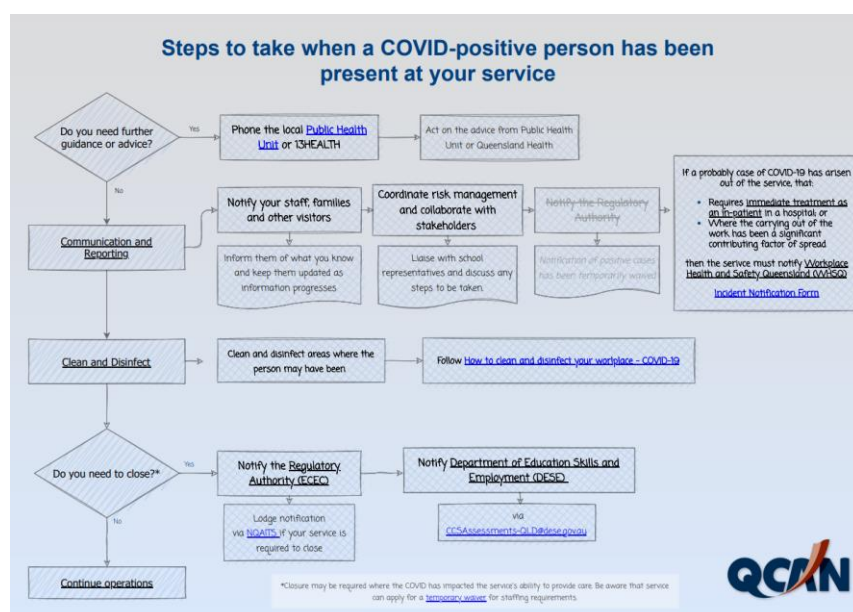 Steps to take when a COVID-positive person has been
present at your service
Do you need further
guidance or advice?
Yes
Phone the local Public Health
Unit or 13HEALTH
Act on the advice from Public Health
Unit or Queensland Health
No
Communication and
Reporting
Notify your staff, families
and other visitors
Inform them of what you know
and keep them updated as
information progresses
Coordinate risk management
and collaborate with
stakeholders
Liaise with school
representatives and discuss any
steps to be taken.
Notify the Regulatory
Authority
Notification of positive cases
has been temporarily waived
If a probably case of COVID-19 has arisen
out of the service, that:
• Requires immediate treatment as
an in-patient in a hospital; or
• Where the carrying out of the
work has been a significant
contributing factor of spread
then the serivce must notify Workplace
Health and Safety Queensland (WHSQ)
Incident Notification Form
Clean and Disinfect
Clean and disinfect areas where the
person may have been
Follow How to clean and disinfect your worlplace - COVID-19
Do you need to close?*
Yes
Notify the Regulatory
Authority (ECEC)
Lodge notification
via NQAITS if your service is
required to close
Notify Department of Education Skills and
Employment (DESE)
via
CCSAssessments-QLD@dese.gov.au
No
Continue operations
*Closure may be required where the COVID has impacted the service's ability to provide care. Be aware that service
can apply for a temporary waiver for staffing requirements.
QCAN